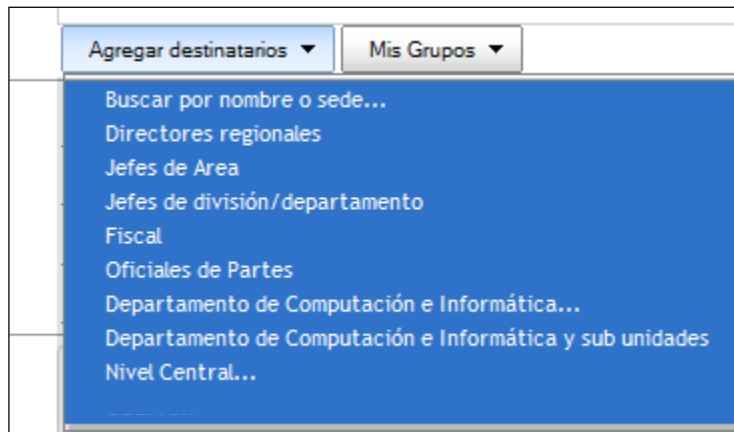 Agregar destinatarios Mis Grupos
Buscar por nombre o sede...
Directores regionales
Jefes de Area
Jefes de división/departamento
Fiscal
Oficiales de Partes
Departamento de Computación e Informática...
Departamento de Computación e Informática y sub unidades
Nivel Central...